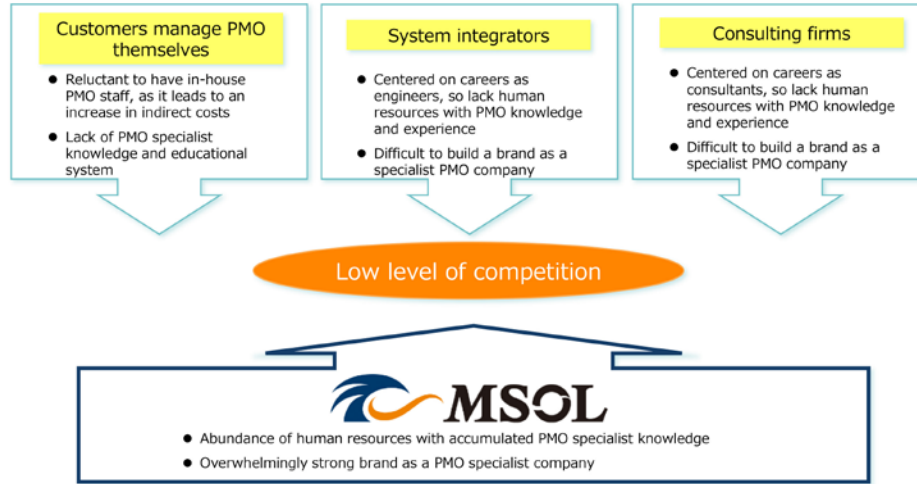 Customers manage PMO
themselves
● Reluctant to have in-house
PMO staff, as it leads to an
increase in indirect costs
● Lack of PMO specialist
knowledge and educational
system
System integrators
● Centered on careers as
engineers, so lack human
resources with PMO knowledge
and experience
● Difficult to build a brand as a
specialist PMO company
Consulting firms
● Centered on careers as
consultants, so lack human
resources with PMO knowledge
and experience
● Difficult to build a brand as a
specialist PMO company
Low level of competition
MSOL
● Abundance of human resources with accumulated PMO specialist knowledge
● Overwhelmingly strong brand as a PMO specialist company